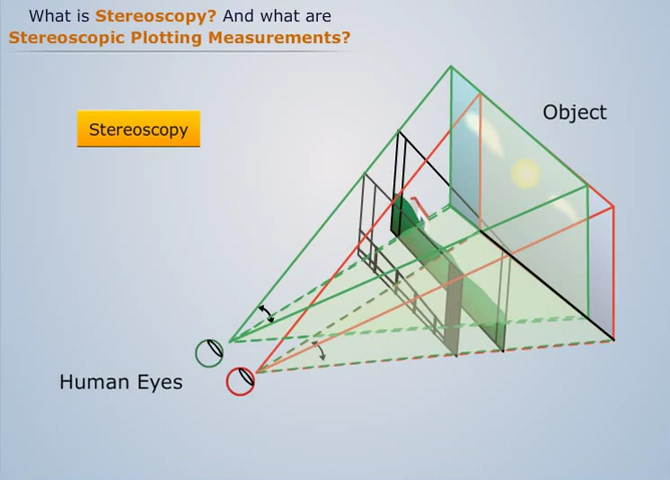 What is Stereoscopy? And what are
Stereoscopic Plotting Measurements?
Stereoscopy
Object
Human Eyes